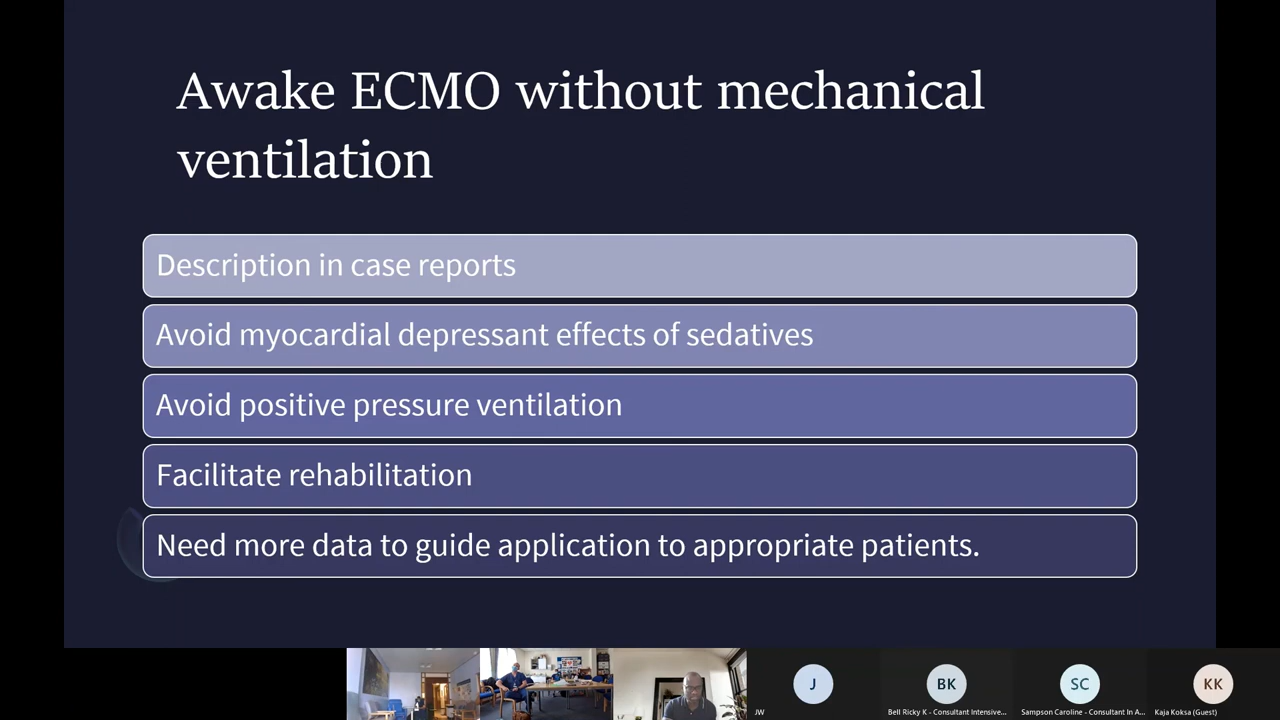 Awake ECMO without mechanical
ventilation
Description in case reports
Avoid myocardial depressant effects of sedatives
Avoid positive pressure ventilation
Facilitate rehabilitation
Need more data to guide application to appropriate patients.
J
BK
SC
KK
JW
Bell Ricky K - Consultant Intensive...
Sampson Caroline - Consultant In A...
Kaja Koksa (Guest)